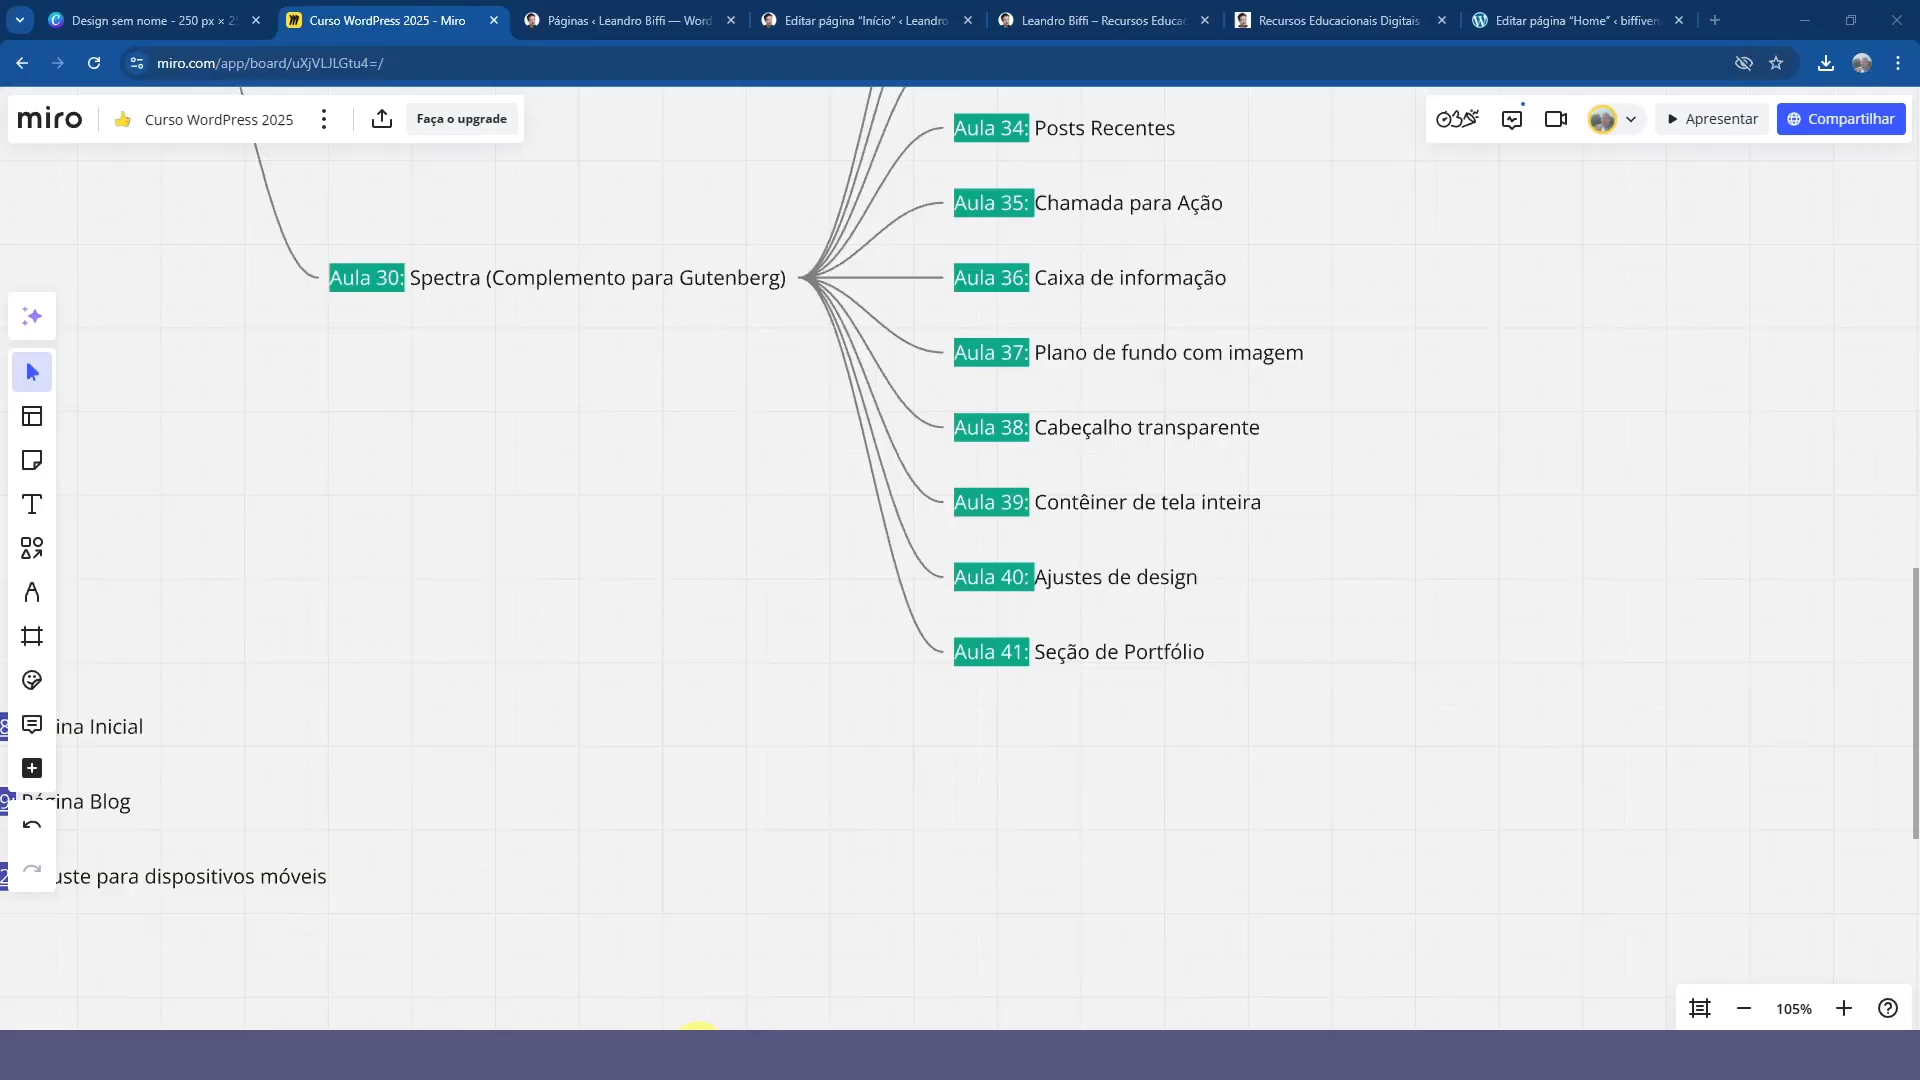 Design sem nome - 250 px × 2
Curso WordPress 2025 - Miro
Páginas ‹ Leandro Biffi — Word
Editar página “Início” ‹ Leandro
Leandro Biffi – Recursos Educac
Recursos Educacionais Digitais
Editar página “Home” ‹ biffiven
miro.com/app/board/uXjVLJLGtu4=/
miro
Curso WordPress 2025
Faça o upgrade
Apresentar
Compartilhar
Aula 34: Posts Recentes
Aula 35: Chamada para Ação
Aula 30: Spectra (Complemento para Gutenberg)
Aula 36: Caixa de informação
Aula 37: Plano de fundo com imagem
Aula 38: Cabeçalho transparente
Aula 39: Contêiner de tela inteira
Aula 40: Ajustes de design
Aula 41: Seção de Portfólio
ina Inicial
Página Blog
uste para dispositivos móveis
105%